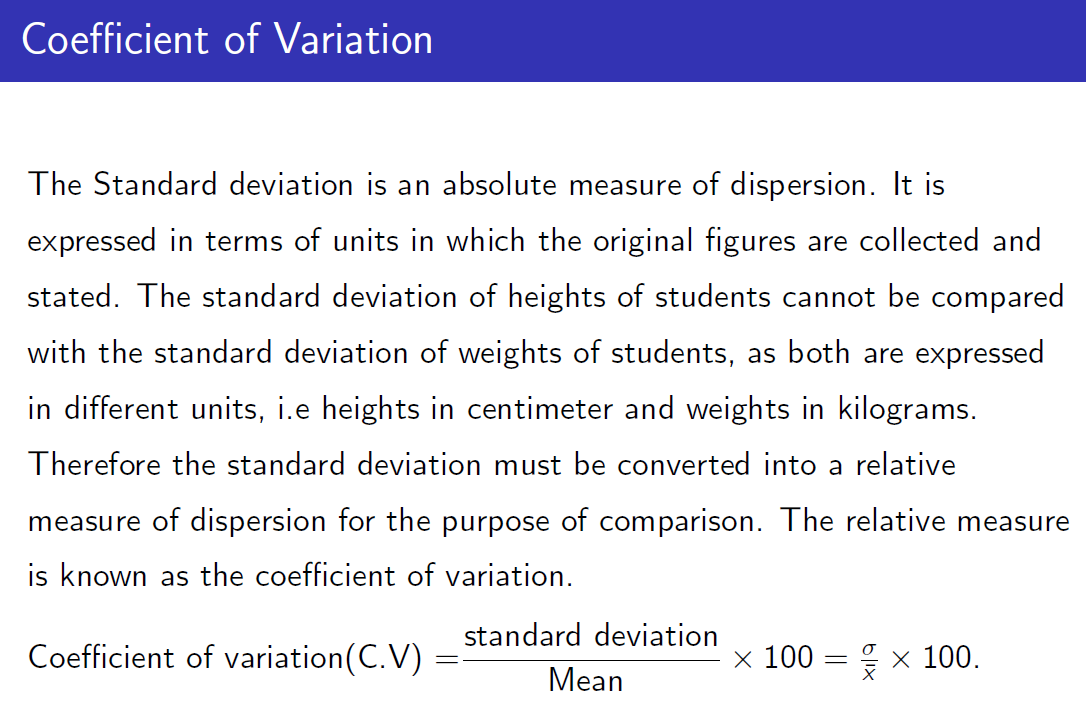 Coefficient of Variation
The Standard deviation is an absolute measure of dispersion. It is
expressed in terms of units in which the original figures are collected and
stated. The standard deviation of heights of students cannot be compared
with the standard deviation of weights of students, as both are expressed
in different units, i.e heights in centimeter and weights in kilograms.
Therefore the standard deviation must be converted into a relative
measure of dispersion for the purpose of comparison. The relative measure
is known as the coefficient of variation.
Coefficient of variation(C.V) = standard deviation / Mean × 100 = σ / x̄ × 100.